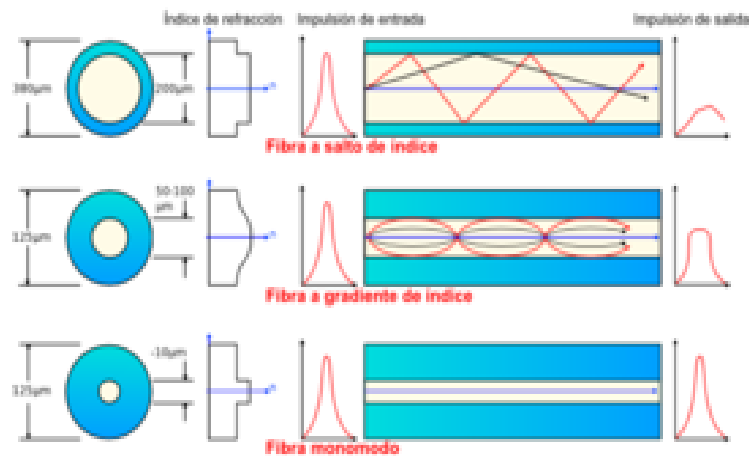 Índice de refracción
Impulsión de entrada
Impulsión de salida
380µm
200µm
n
Fibra a salto de índice
50-100
µm
125µm
n
Fibra a gradiente de índice
~10µm
125µm
n
Fibra monomodo